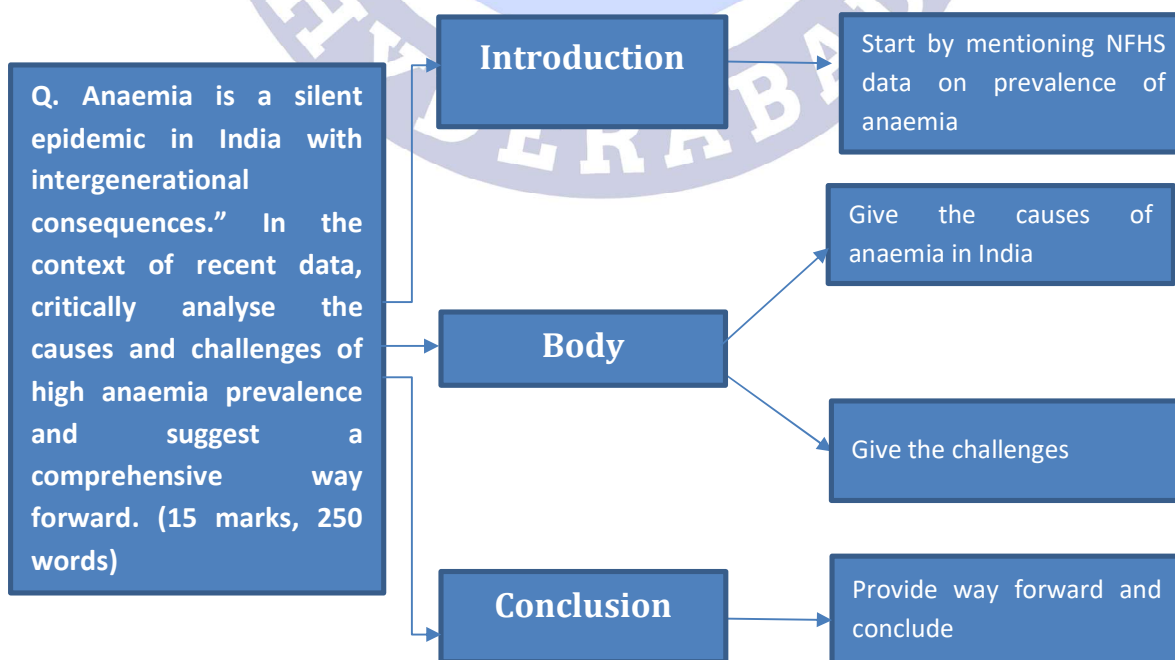 HYDERABAD
Q. Anaemia is a silent
epidemic in India with
intergenerational
consequences.” In the
context of recent data,
critically analyse the
causes and challenges of
high anaemia prevalence
and suggest a
comprehensive way
forward. (15 marks, 250
words)
Introduction
Start by mentioning NFHS
data on prevalence of
anaemia
Body
Give the causes of
anaemia in India
Give the challenges
Conclusion
Provide way forward and
conclude